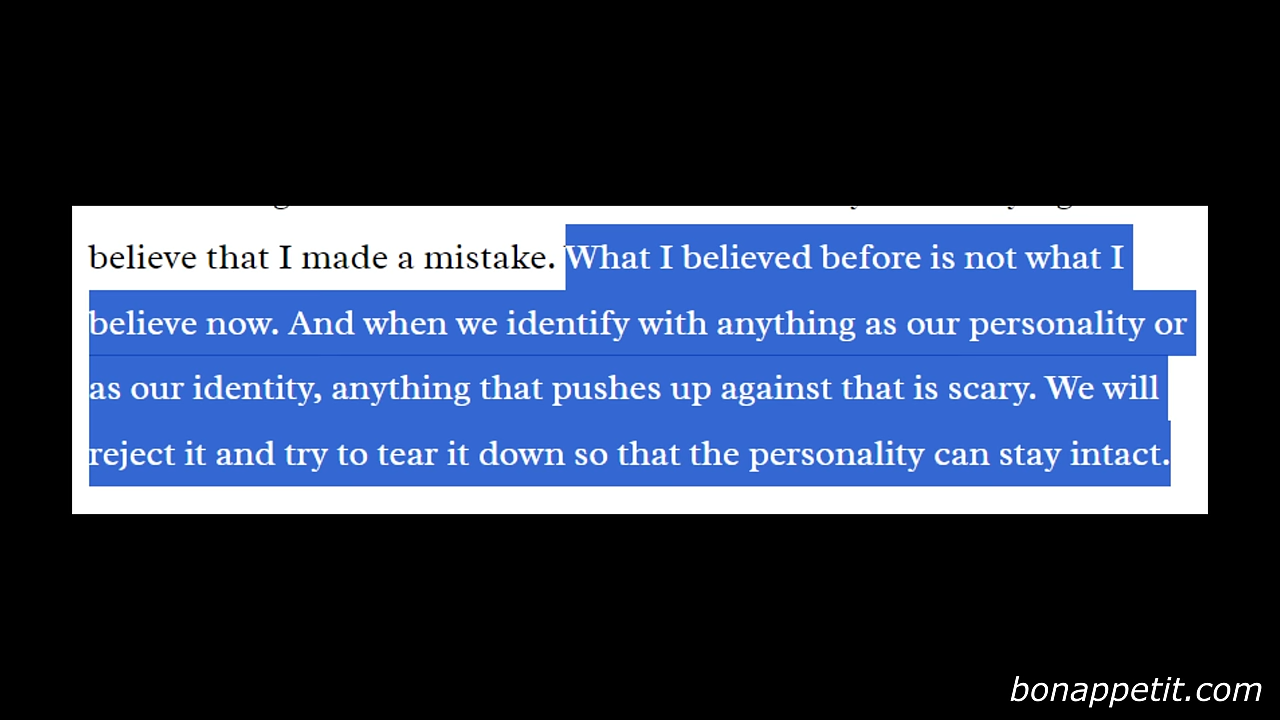 believe that I made a mistake. What I believed before is not what I
believe now. And when we identify with anything as our personality or
as our identity, anything that pushes up against that is scary. We will
reject it and try to tear it down so that the personality can stay intact.
bonappetit.com